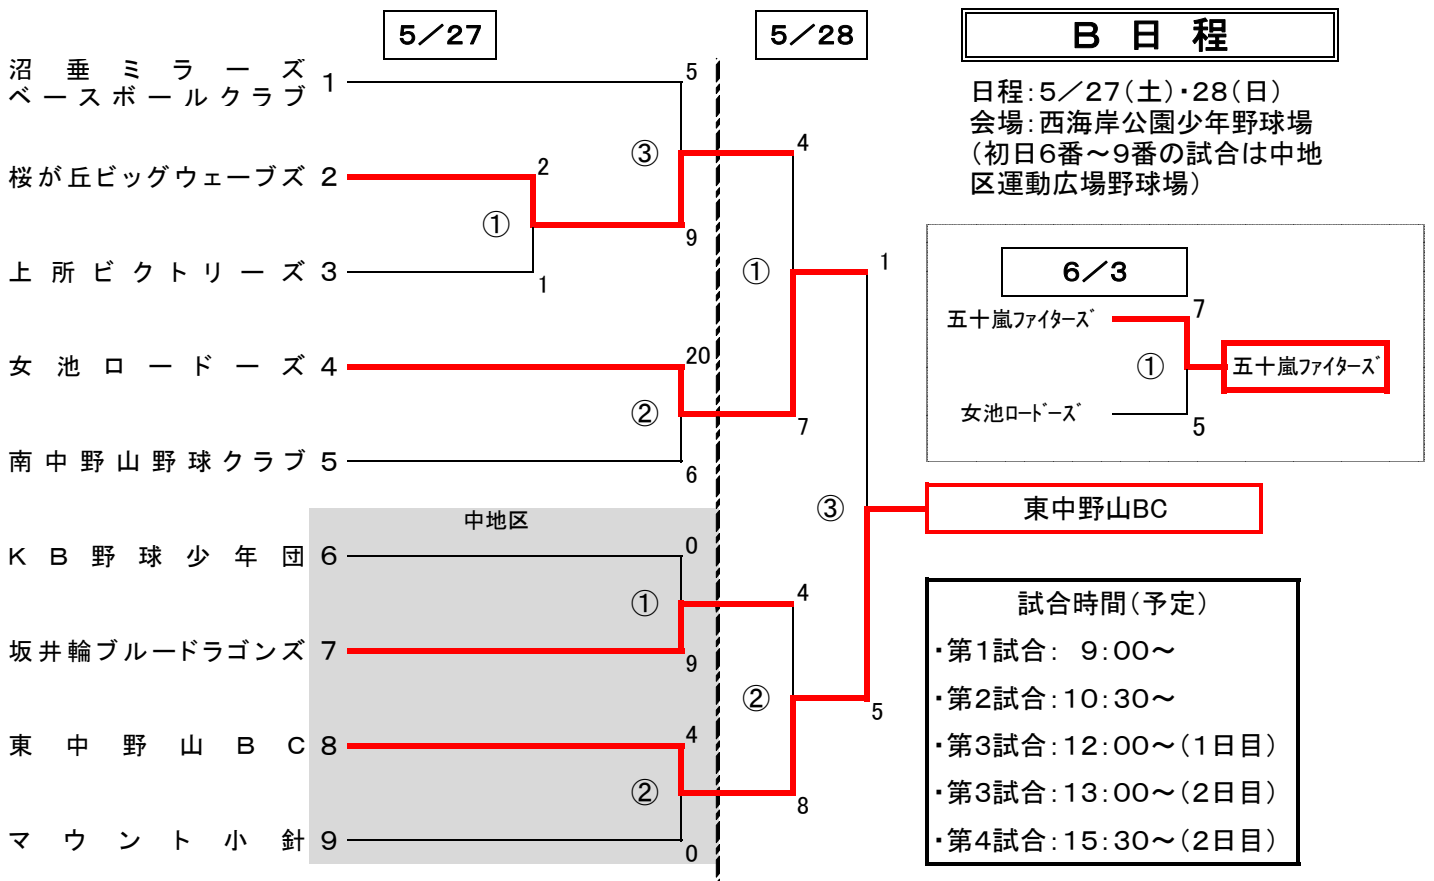 5／27
5／28
B 日 程
日程：5／27（土）・28（日）
会場：西海岸公園少年野球場
（初日6番～9番の試合は中地
区運動広場野球場）
沼垂ミラーズ
ベースボールクラブ
1
5
桜が丘ビッグウェーブズ 2
2
①
③
4
上所ビクトリーズ 3
1
9
①
1
女池ロードーズ 4
20
②
7
南中野山野球クラブ 5
6
6／3
五十嵐ﾌｧｲﾀｰｽﾞ
7
①
五十嵐ﾌｧｲﾀｰｽﾞ
女池ﾛｰﾄﾞｰｽﾞ
5
③
東中野山BC
中地区
KB野球少年団 6
0
①
4
坂井輪ブルードラゴンズ 7
9
②
5
東中野山BC 8
4
②
8
マウント小針 9
0
試合時間（予定）
・第1試合： 9：00～
・第2試合：10：30～
・第3試合：12：00～（1日目）
・第3試合：13：00～（2日目）
・第4試合：15：30～（2日目）